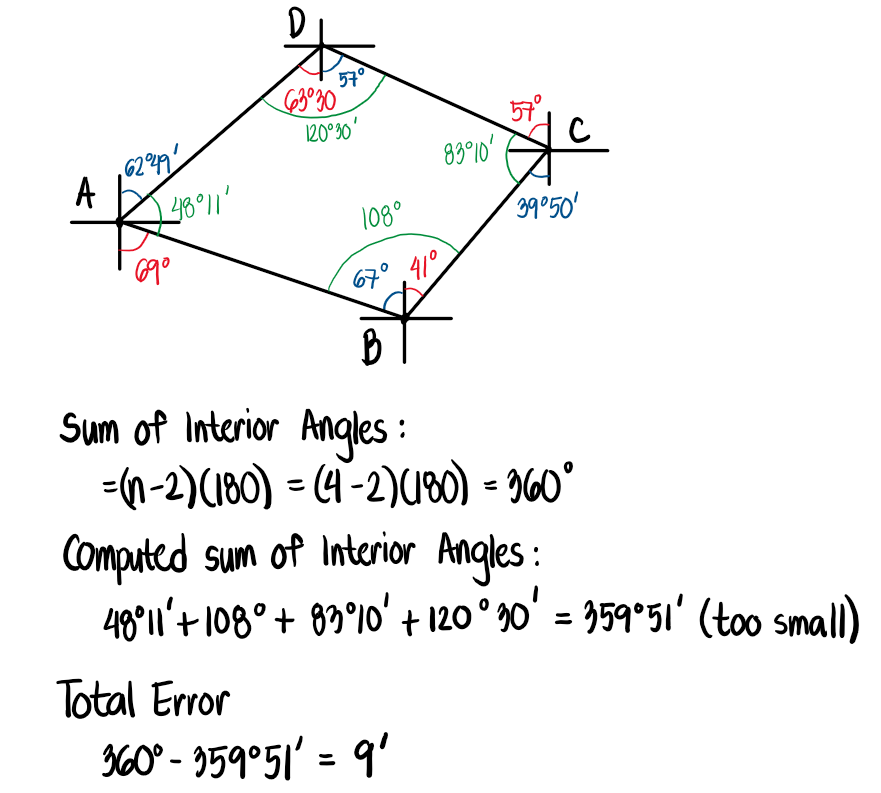 D
57°
63°30
120°30'
57°
C
83°10'
62°49'
A
48°11'
39°50'
108°
69°
67°
41°
B
Sum of Interior Angles:
=(n-2)(180) = (4-2)(180) = 360°
Computed sum of Interior Angles:
48°11'+108°+ 83°10' +120°30' = 359°51' (too small)
Total Error
360°- 359°51' = 9'